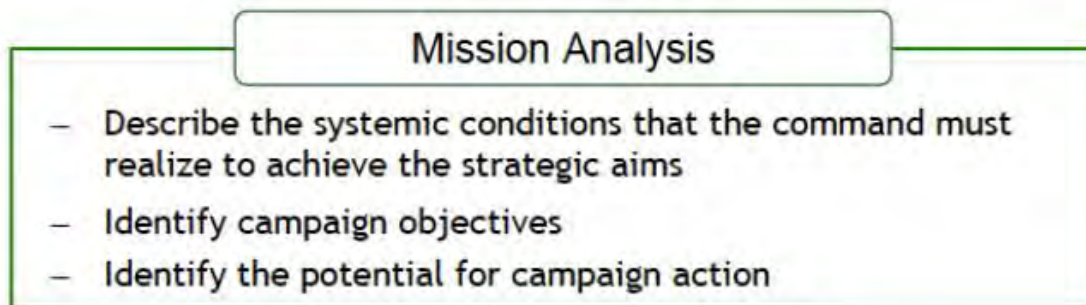 Mission Analysis
– Describe the systemic conditions that the command must
realize to achieve the strategic aims
– Identify campaign objectives
– Identify the potential for campaign action